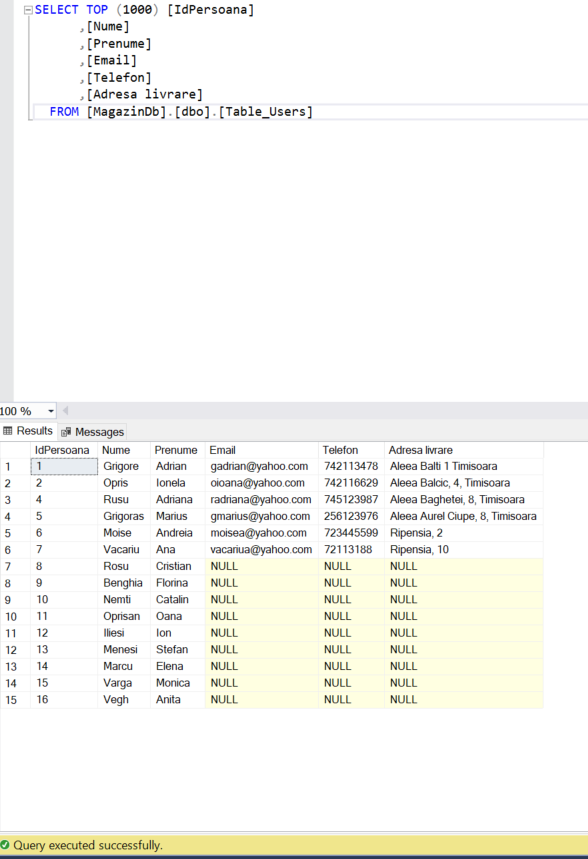 SELECT TOP (1000) [IdPersoana]
,[Nume]
,[Prenume]
,[Email]
,[Telefon]
,[Adresa livrare]
FROM [MagazinDb].[dbo].[Table_Users]
100 %
Results Messages
IdPersoana Nume Prenume Email Telefon Adresa livrare
1 1 Grigore Adrian gadrian@yahoo.com 742113478 Aleea Balti 1 Timisoara
2 2 Opris Ionela oioana@yahoo.com 742116629 Aleea Balcic, 4, Timisoara
3 4 Rusu Adriana radriana@yahoo.com 745123987 Aleea Baghetei, 8, Timisoara
4 5 Grigoras Marius gmarius@yahoo.com 256123976 Aleea Aurel Ciupe, 8, Timisoara
5 6 Moise Andreia moisea@yahoo.com 723445599 Ripensia, 2
6 7 Vacariu Ana vacariua@yahoo.com 72113188 Ripensia, 10
7 8 Rosu Cristian NULL NULL NULL
8 9 Benghia Florina NULL NULL NULL
9 10 Nemti Catalin NULL NULL NULL
10 11 Oprisan Oana NULL NULL NULL
11 12 Iliesi Ion NULL NULL NULL
12 13 Menesi Stefan NULL NULL NULL
13 14 Marcu Elena NULL NULL NULL
14 15 Varga Monica NULL NULL NULL
15 16 Vegh Anita NULL NULL NULL
Query executed successfully.